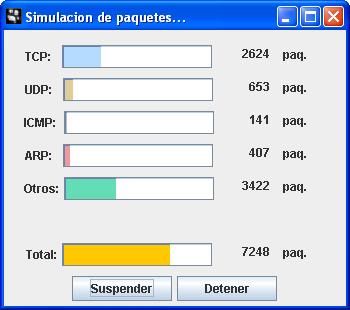 Simulacion de paquetes...
TCP: 2624 paq.
UDP: 653 paq.
ICMP: 141 paq.
ARP: 407 paq.
Otros: 3422 paq.
Total: 7248 paq.
Suspender Detener